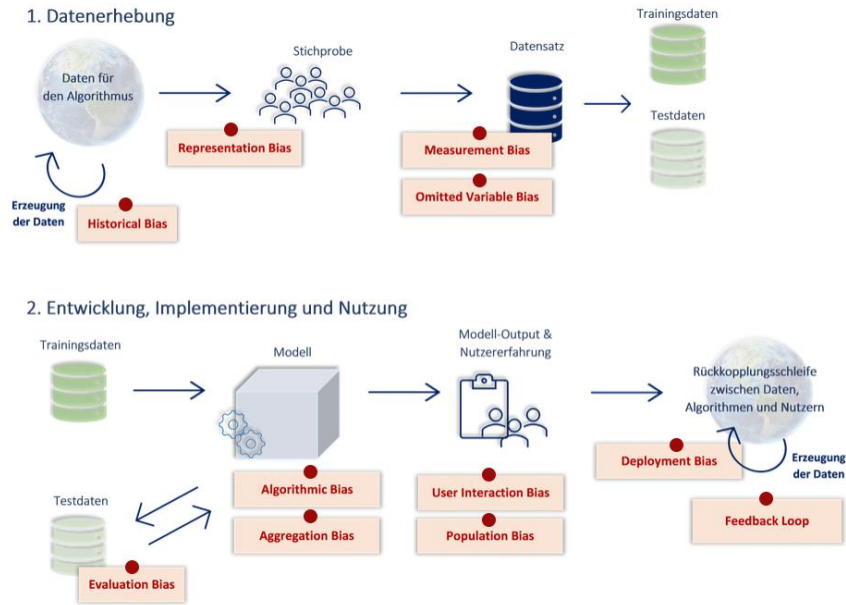 1. Datenerhebung
Trainingsdaten
Stichprobe
Datensatz
Daten für
den Algorithmus
Testdaten
Representation Bias
Measurement Bias
Omitted Variable Bias
Erzeugung
der Daten
Historical Bias
2. Entwicklung, Implementierung und Nutzung
Trainingsdaten
Modell
Modell-Output &
Nutzererfahrung
Rückkopplungsschleife
zwischen Daten,
Algorithmen und Nutzern
Deployment Bias
Erzeugung
der Daten
Algorithmic Bias
User Interaction Bias
Testdaten
Aggregation Bias
Population Bias
Feedback Loop
Evaluation Bias